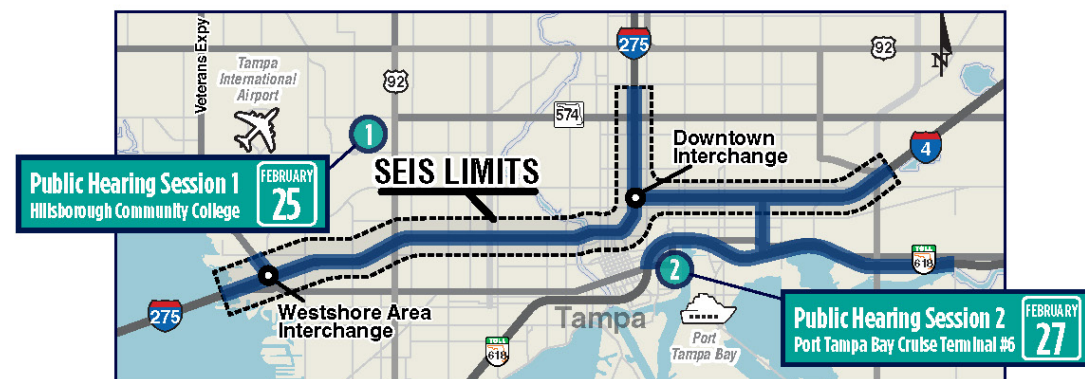 Veterans Expy
Tampa
International
Airport
92
275
92
N
574
1
Downtown
Interchange
4
Public Hearing Session 1
Hillsborough Community College
FEBRUARY
25
SEIS LIMITS
2
TOLL
618
Westshore Area
Interchange
275
Tampa
TOLL
618
Port
Tampa Bay
Public Hearing Session 2
Port Tampa Bay Cruise Terminal #6
FEBRUARY
27